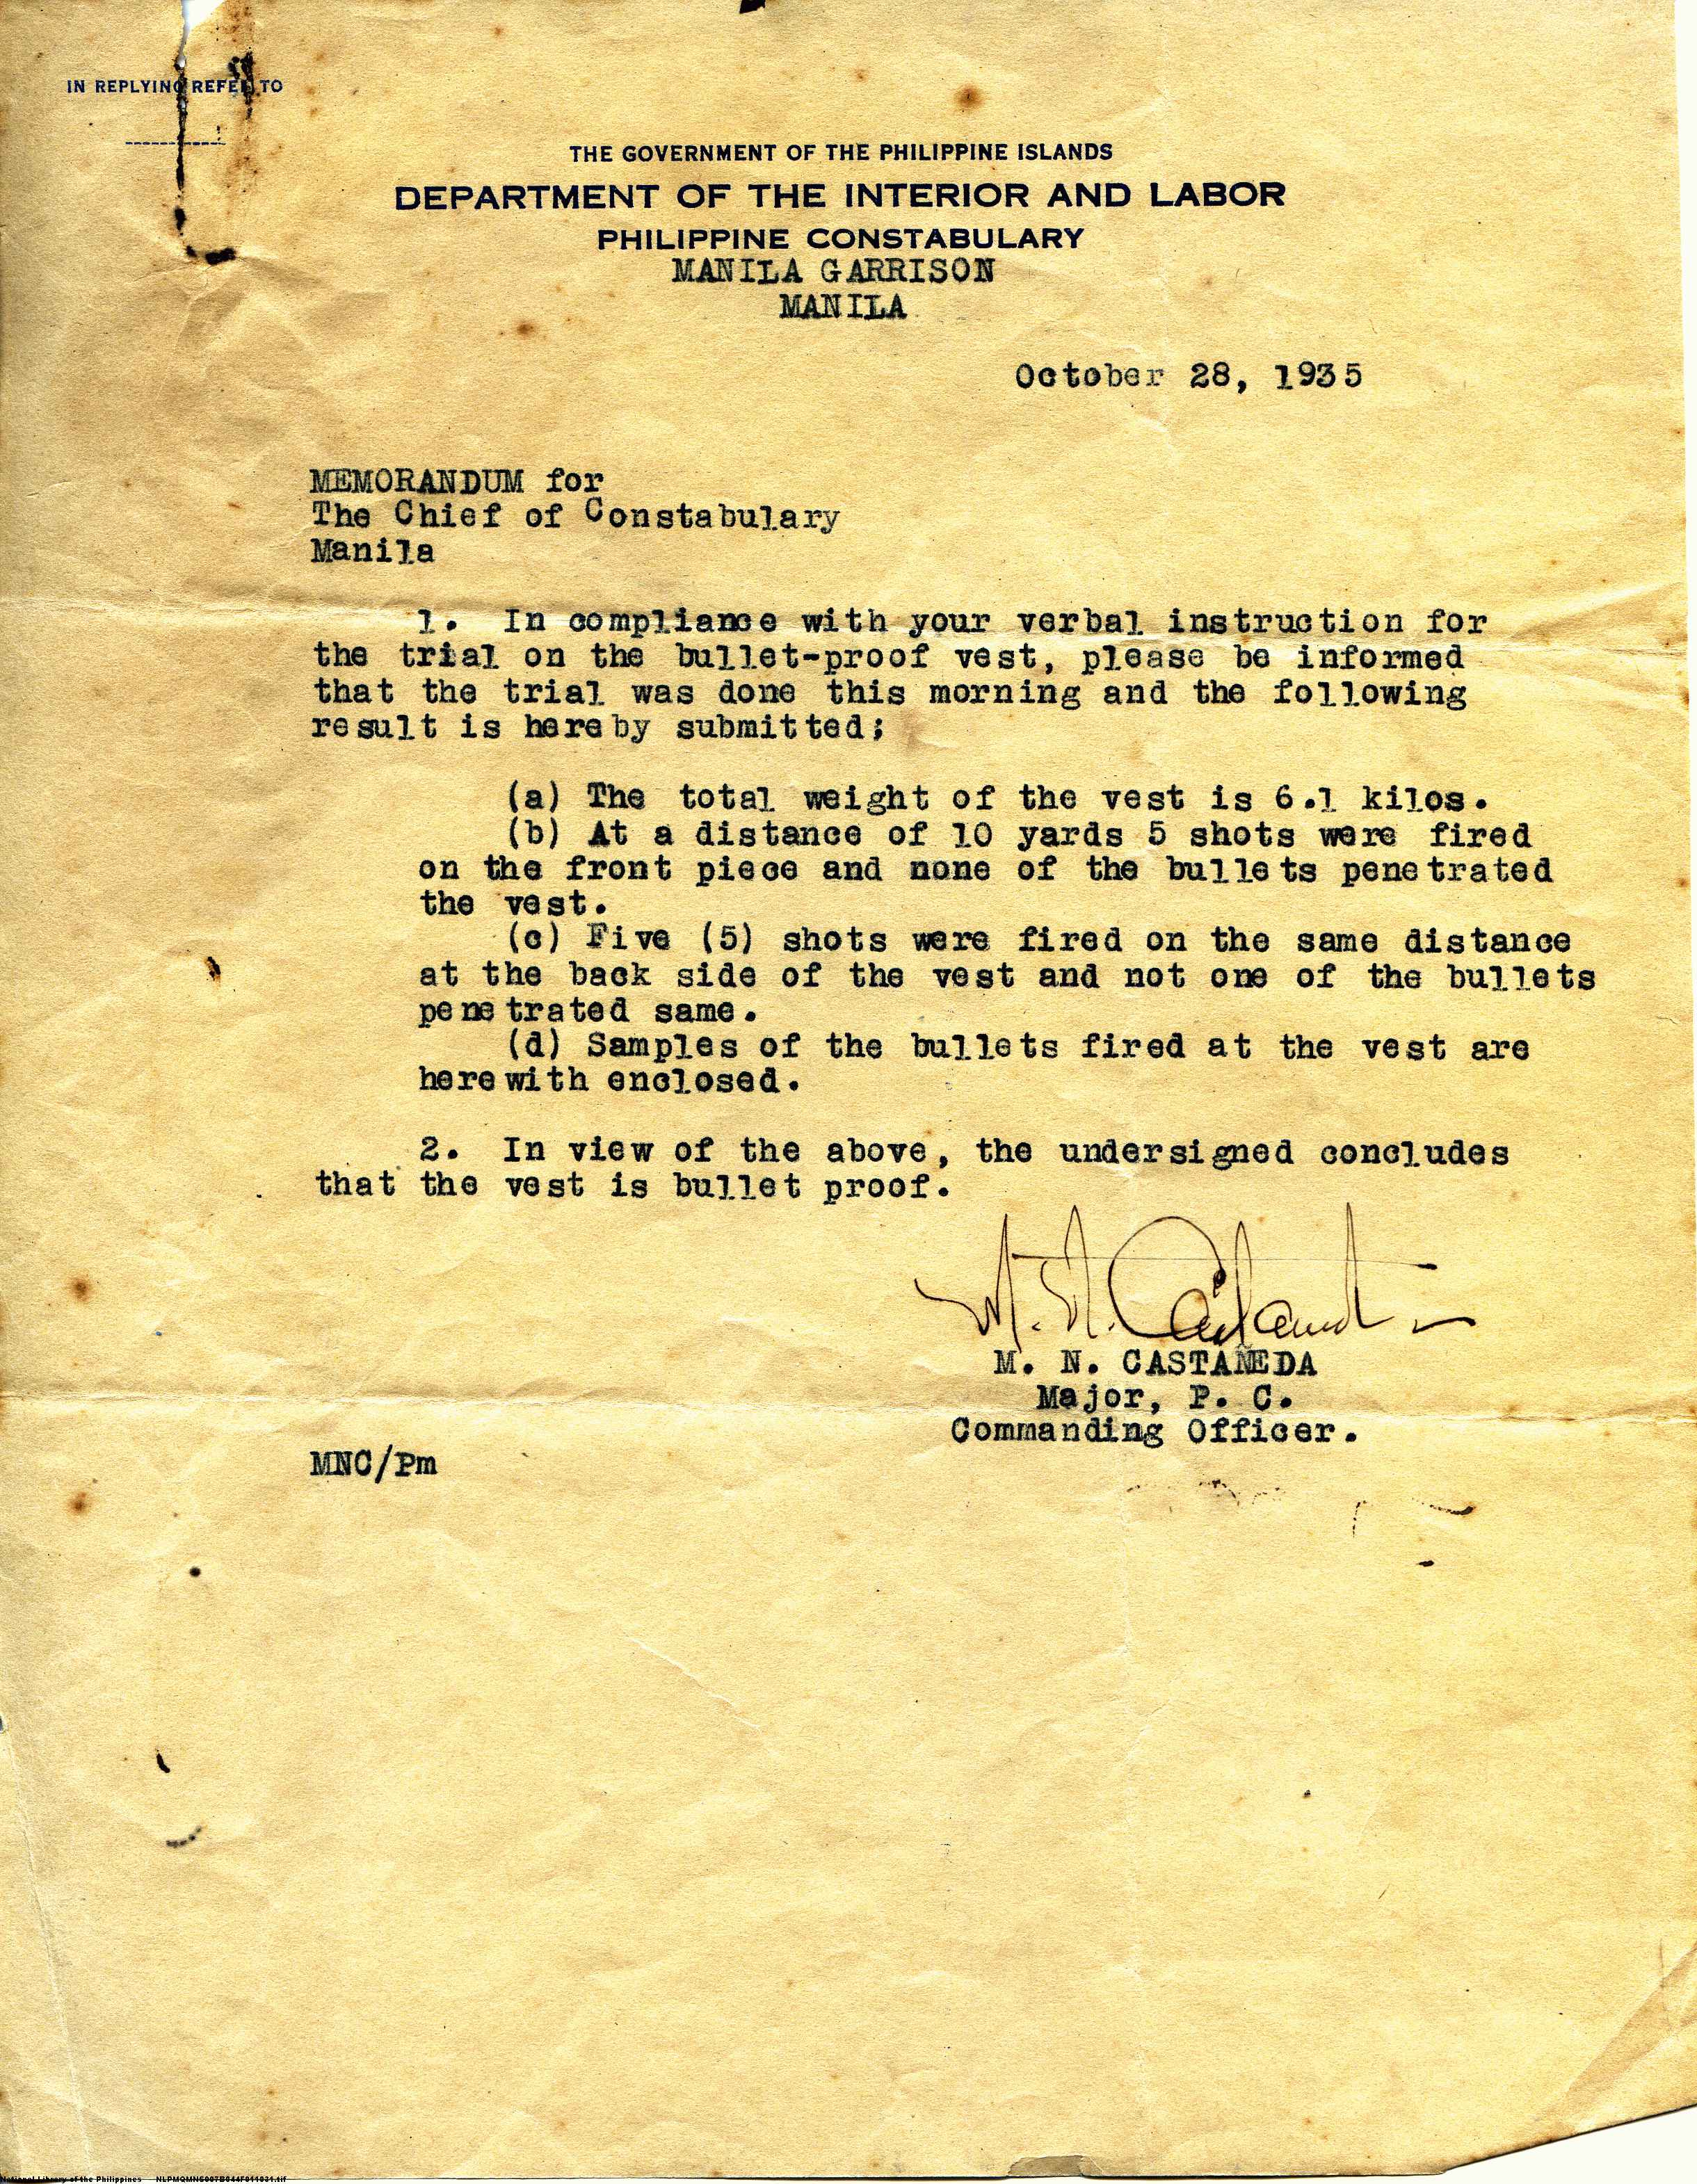 IN REPLYING REFER TO
THE GOVERNMENT OF THE PHILIPPINE ISLANDS
DEPARTMENT OF THE INTERIOR AND LABOR
PHILIPPINE CONSTABULARY
MANILA GARRISON
MANILA
October 28, 1935
MEMORANDUM for
The Chief of Constabulary
Manila
1. In compliance with your verbal instruction for
the trial on the bullet-proof vest, please be informed
that the trial was done this morning and the following
result is hereby submitted;
(a) The total weight of the vest is 6.1 kilos.
(b) At a distance of 10 yards 5 shots were fired
on the front piece and none of the bullets penetrated
the vest.
(c) Five (5) shots were fired on the same distance
at the back side of the vest and not one of the bullets
penetrated same.
(d) Samples of the bullets fired at the vest are
herewith enclosed.
2. In view of the above, the undersigned concludes
that the vest is bullet proof.
M. N. CASTAÑEDA
Major, P. C.
Commanding Officer.
MNC/Pm
National Library of the Philippines